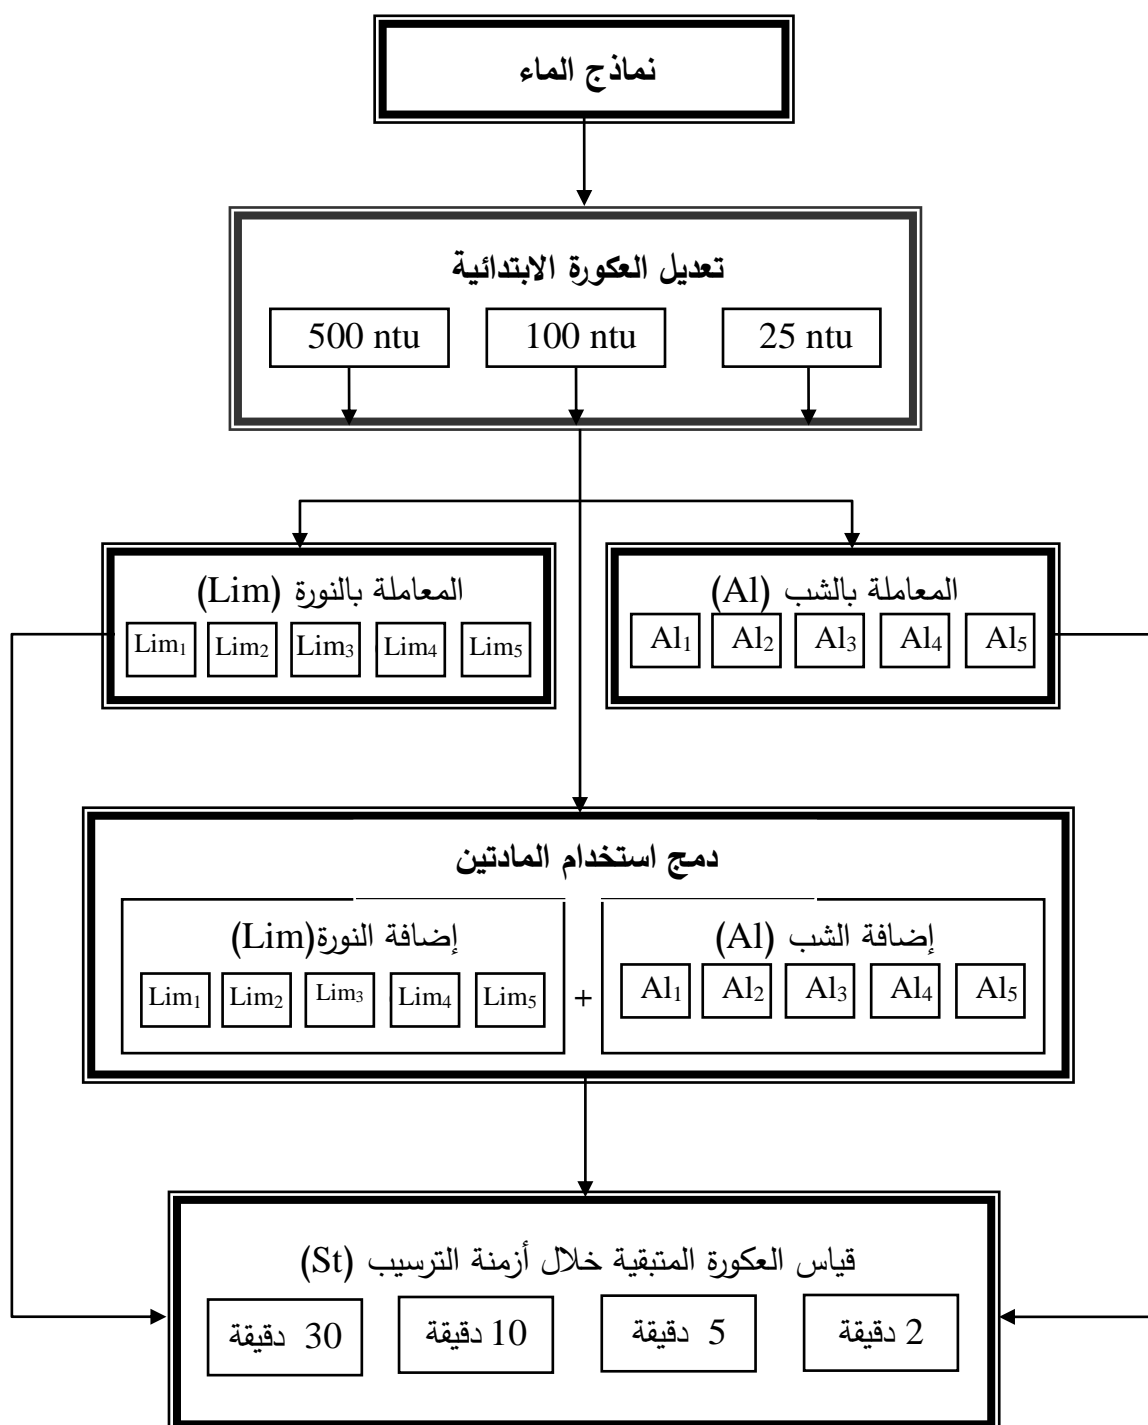 نماذج الماء
تعديل العكورة الابتدائية
25 ntu
100 ntu
500 ntu
المعاملة بالشب (Al)
Al₁ Al₂ Al₃ Al₄ Al₅
المعاملة بالنورة (Lim)
Lim₁ Lim₂ Lim₃ Lim₄ Lim₅
دمج استخدام المادتين
إضافة الشب (Al)
Al₁ Al₂ Al₃ Al₄ Al₅
+
إضافة النورة(Lim)
Lim₁ Lim₂ Lim₃ Lim₄ Lim₅
قياس العكورة المتبقية خلال أزمنة الترسيب (St)
2 دقيقة
5 دقيقة
10 دقيقة
30 دقيقة